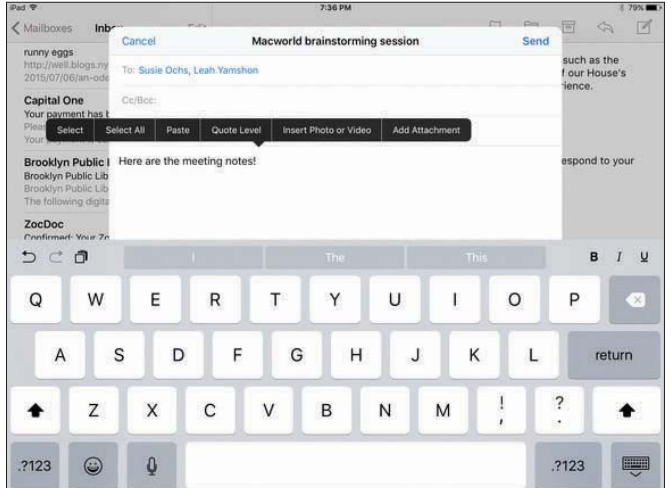 iPad 7:36 PM 79%
Mailboxes Inbox Edit
runny eggs
http://well.blogs.ny
2015/07/06/an-ode
Capital One
Your payment has b
Your
Brooklyn Public
Brooklyn Public Lib
Brooklyn Public Lib
The following digita
ZocDoc
Confirmed: Your Zo
Cancel Macworld brainstorming session Send
To: Susie Ochs, Leah Yamshon
Cc/Bcc:
Select Select All Paste Quote Level Insert Photo or Video Add Attachment
Here are the meeting notes!
such as the
f our House's
rience.
espond to your
I The This B I U
Q W E R T Y U I O P
A S D F G H J K L return
Z X C V B N M ! , ? .
.?123 .?123